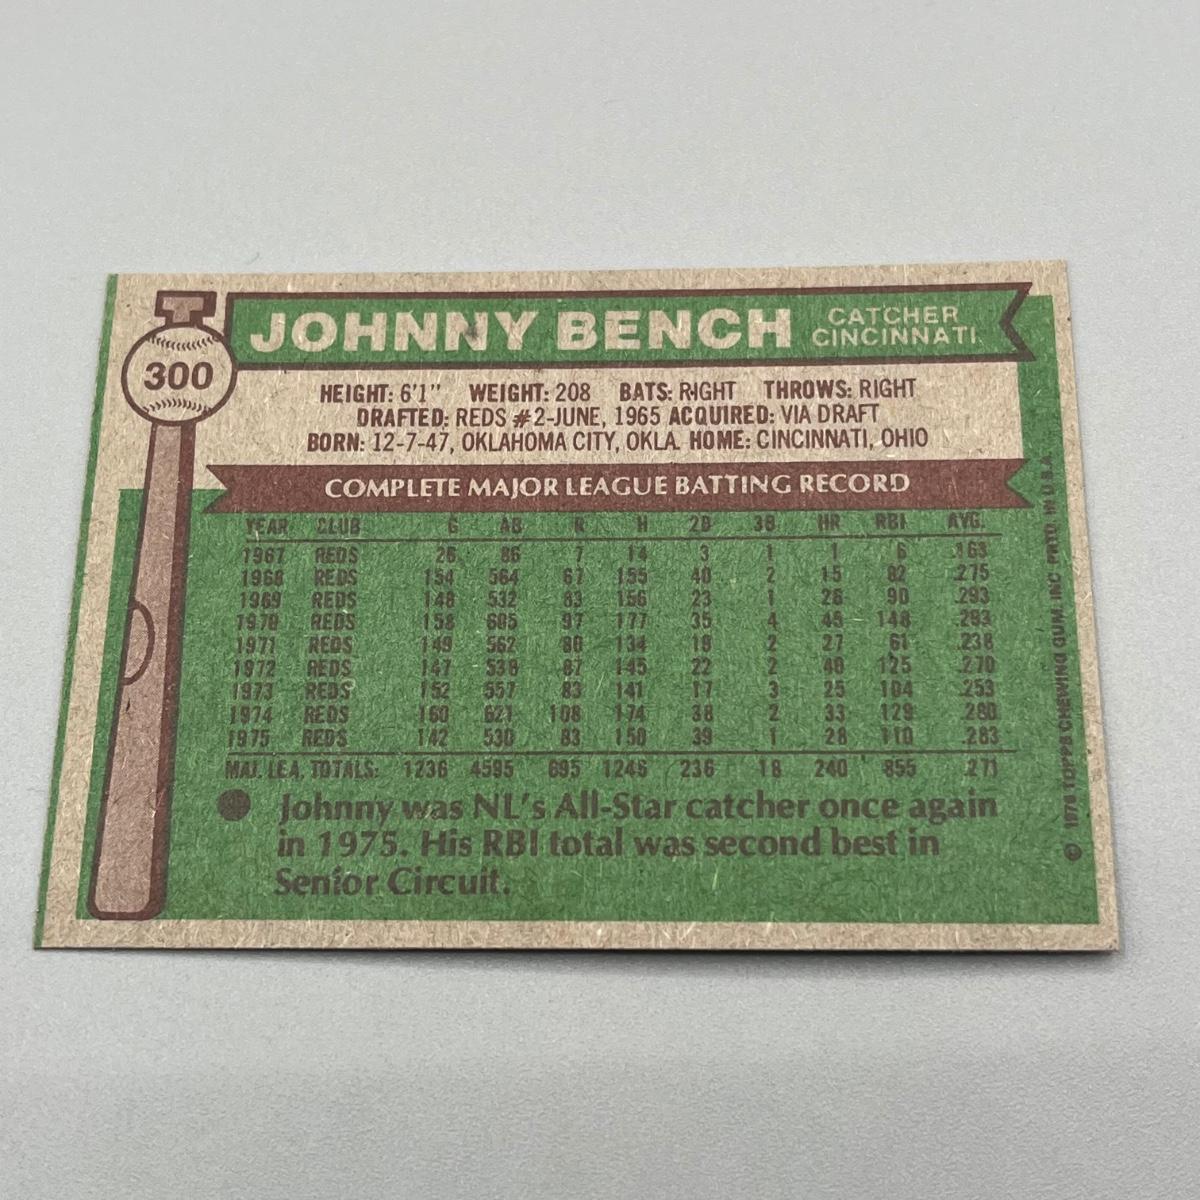 300
JOHNNY BENCH
CATCHER
CINCINNATI
HEIGHT: 6'1" WEIGHT: 208 BATS: RIGHT THROWS: RIGHT
DRAFTED: REDS #2-JUNE, 1965 ACQUIRED: VIA DRAFT
BORN: 12-7-47, OKLAHOMA CITY, OKLA. HOME: CINCINNATI, OHIO
COMPLETE MAJOR LEAGUE BATTING RECORD
YEAR CLUB G AB R H 2B 3B HR RBI AVG.
1967 REDS 26 86 7 14 3 1 1 6 .163
1968 REDS 154 564 67 155 40 2 15 82 .275
1969 REDS 148 532 83 156 23 1 26 90 .293
1970 REDS 158 605 97 177 35 4 45 148 .293
1971 REDS 149 562 80 134 19 2 27 61 .238
1972 REDS 147 538 87 145 22 2 40 125 .270
1973 REDS 152 557 83 141 17 3 25 104 .253
1974 REDS 160 621 108 174 38 2 33 129 .280
1975 REDS 142 530 83 150 39 1 28 110 .283
MAJ. LEA. TOTALS: 1236 4595 695 1246 236 18 240 855 .271
Johnny was NL's All-Star catcher once again
in 1975. His RBI total was second best in
Senior Circuit.
© 1976 TOPPS CHEWING GUM, INC. PRTD. IN U.S.A.